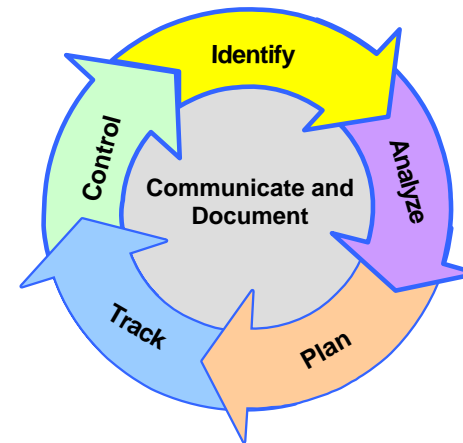 Identify
Analyze
Plan
Track
Control
Communicate and
Document